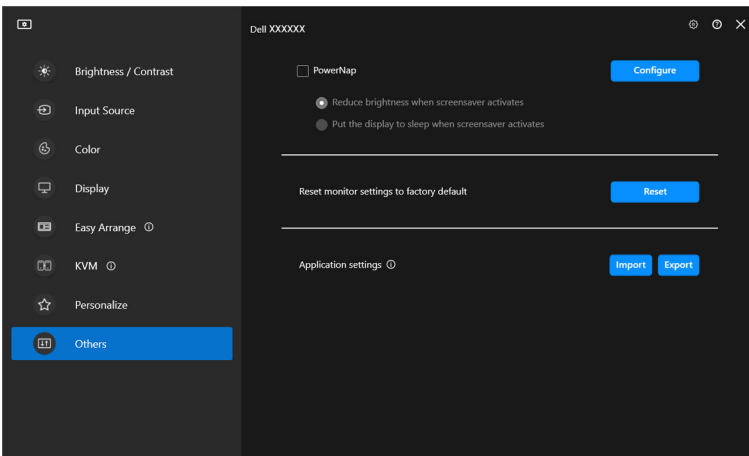 Dell XXXXXX
Brightness / Contrast
Input Source
Color
Display
Easy Arrange
KVM
Personalize
Others
PowerNap
Configure
Reduce brightness when screensaver activates
Put the display to sleep when screensaver activates
Reset monitor settings to factory default
Reset
Application settings
Import
Export